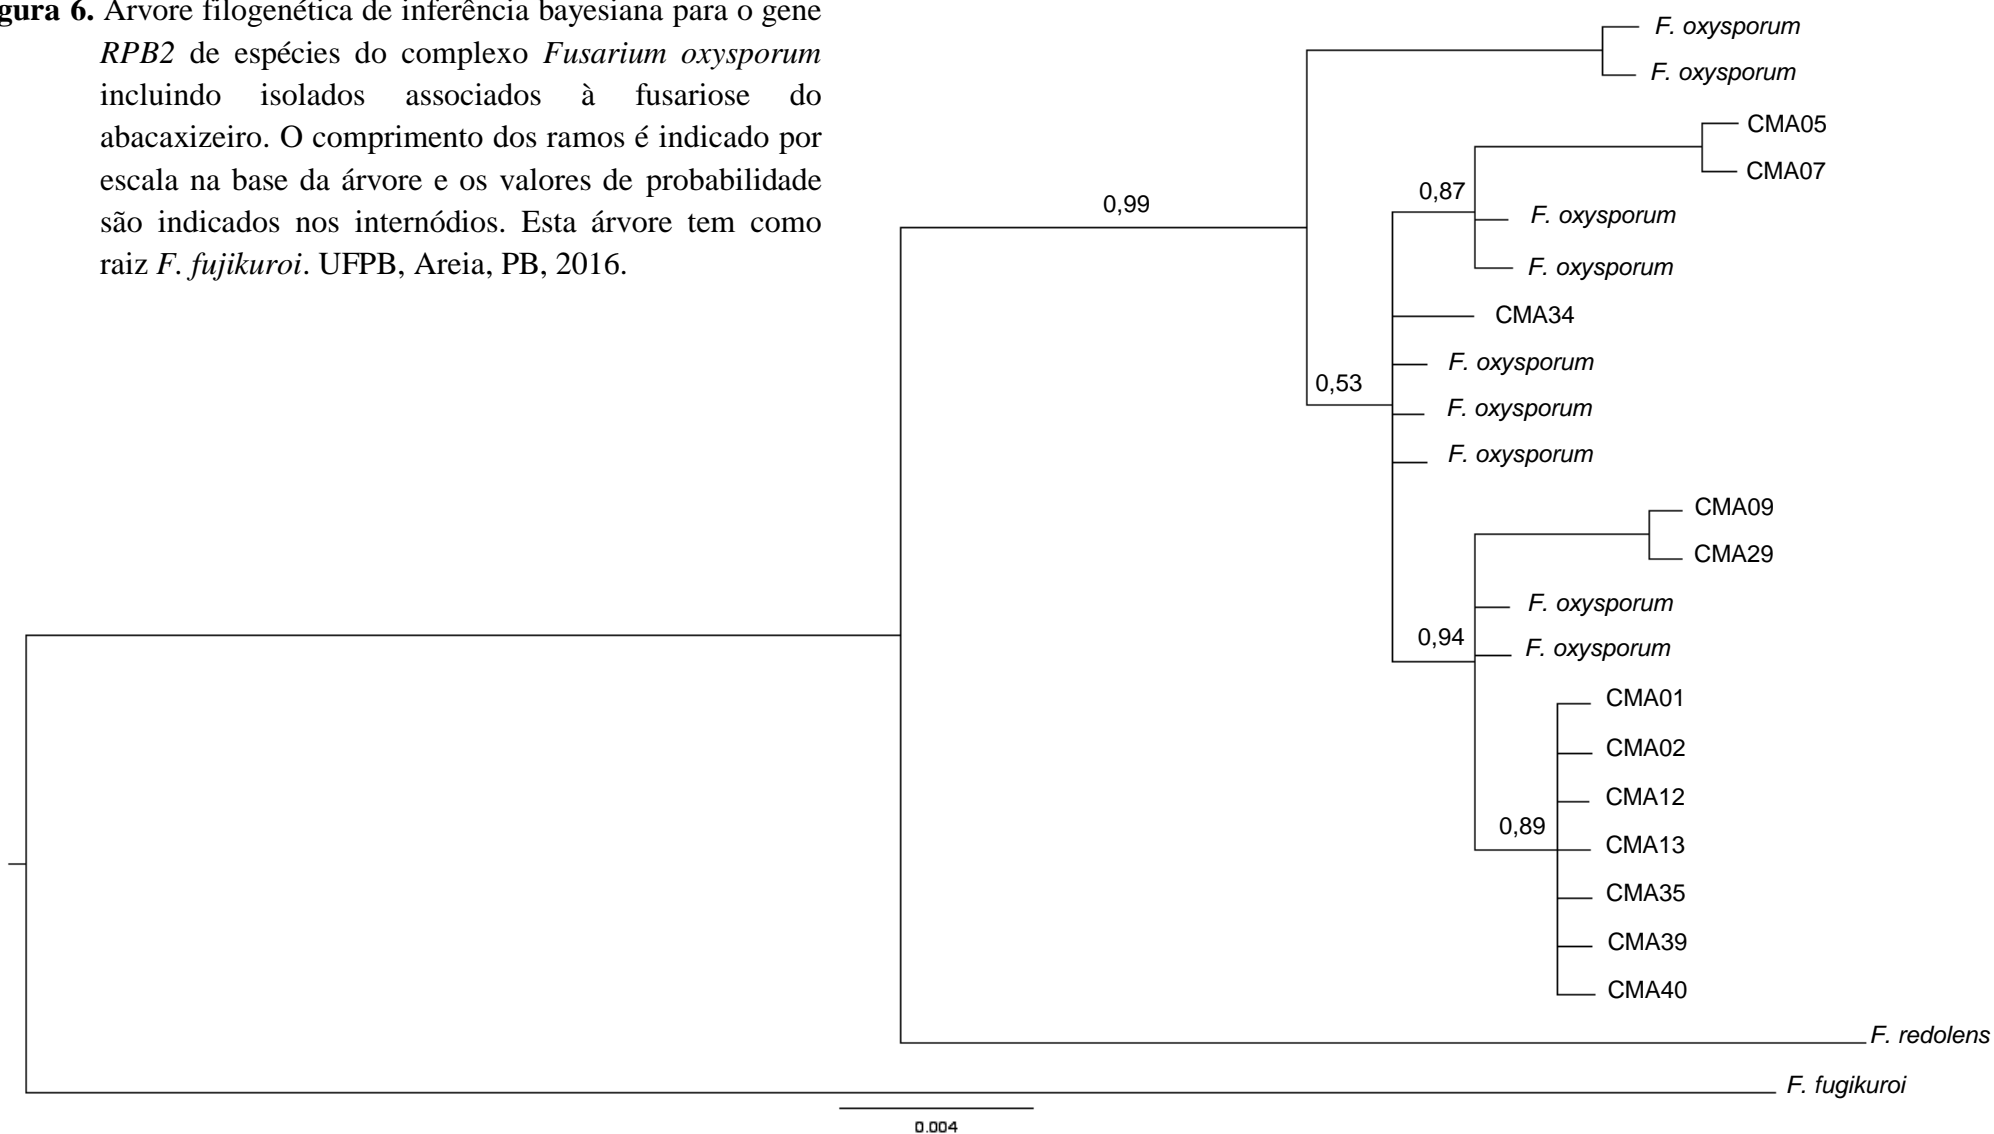 gura 6. Árvore filogenética de inferência bayesiana para o gene
RPB2 de espécies do complexo Fusarium oxysporum
incluindo isolados associados à fusariose do
abacaxizeiro. O comprimento dos ramos é indicado por
escala na base da árvore e os valores de probabilidade
são indicados nos internódios. Esta árvore tem como
raiz F. fujikuroi. UFPB, Areia, PB, 2016.
F. oxysporum
F. oxysporum
CMA05
CMA07
0,87
0,99
F. oxysporum
F. oxysporum
CMA34
F. oxysporum
0,53
F. oxysporum
F. oxysporum
CMA09
CMA29
F. oxysporum
0,94
F. oxysporum
CMA01
CMA02
CMA12
0,89
CMA13
CMA35
CMA39
CMA40
F. redolens
F. fugikuroi
0.004